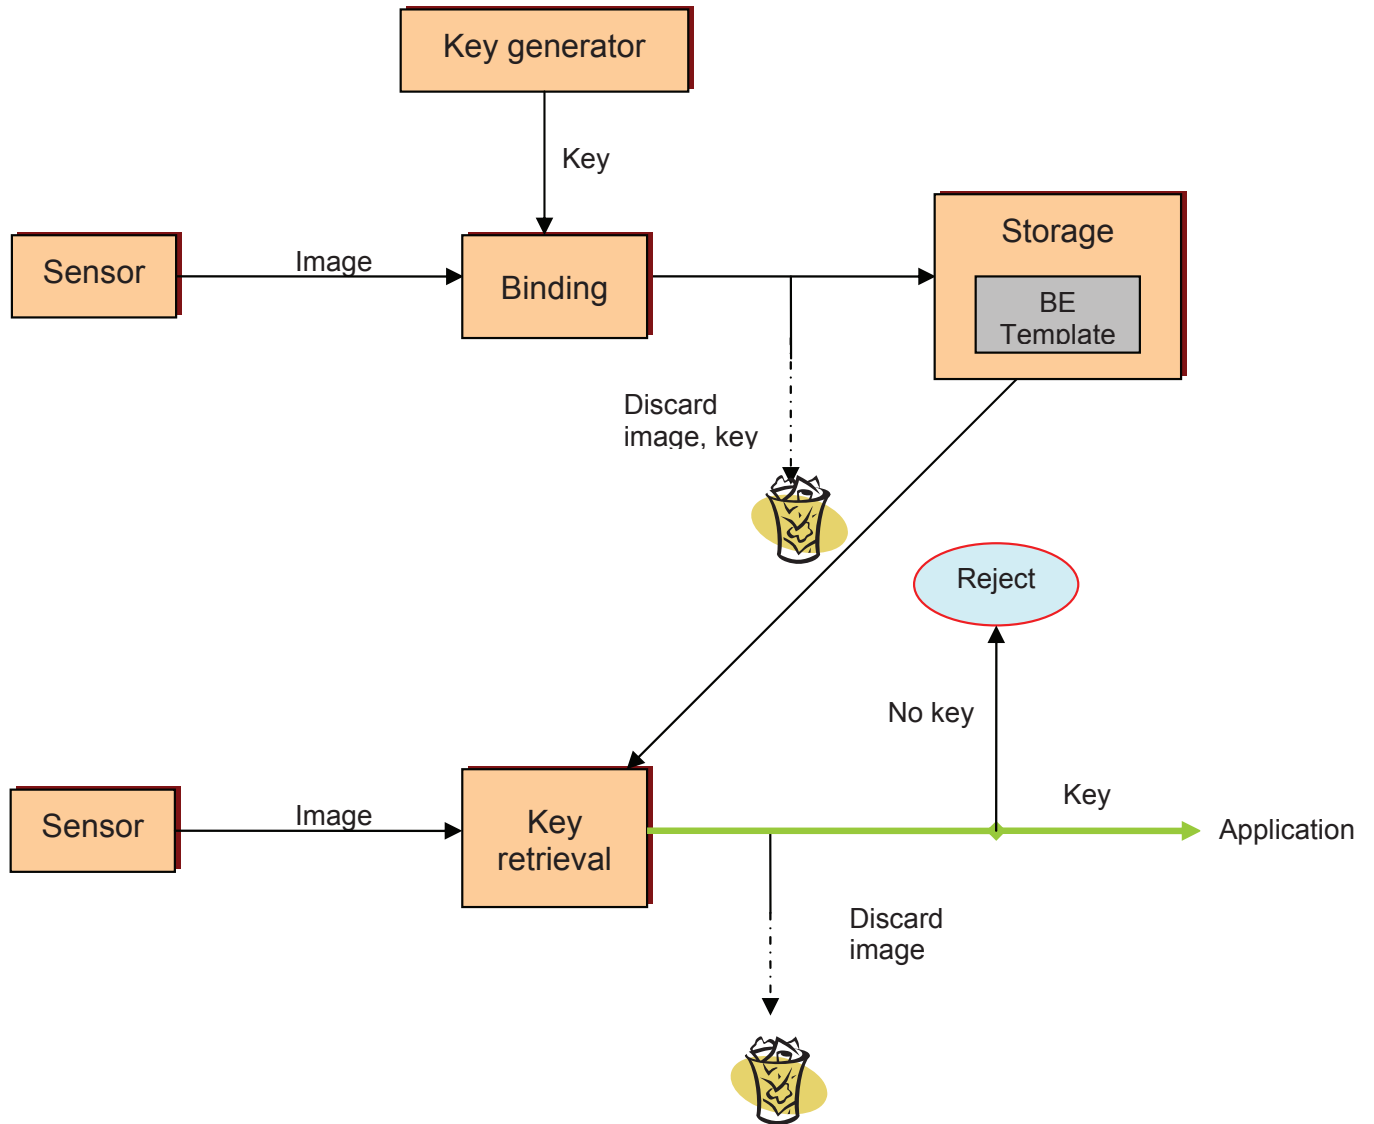 Key generator
Key
Sensor
Image
Binding
Storage
BE
Template
Discard
image, key
Reject
No key
Sensor
Image
Key
retrieval
Key
Application
Discard
image